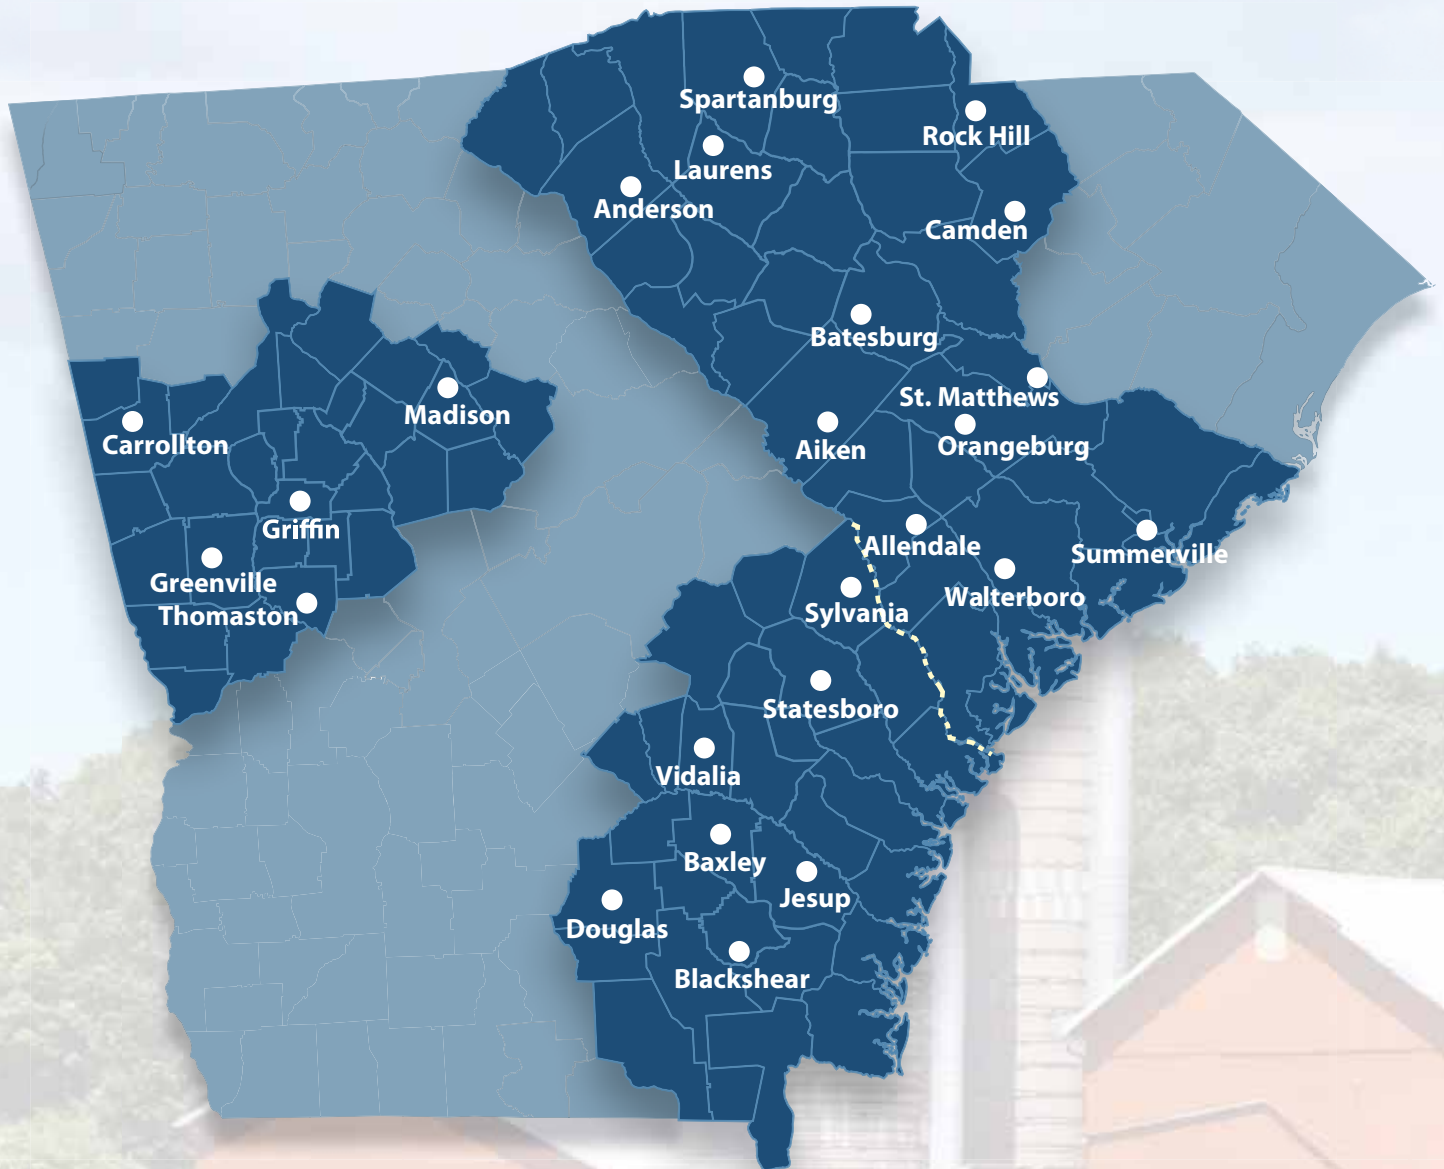 Spartanburg
Rock Hill
Laurens
Anderson
Camden
Batesburg
St. Matthews
Madison
Carrollton
Aiken
Orangeburg
Griffin
Allendale
Summerville
Greenville
Walterboro
Thomaston
Sylvania
Statesboro
Vidalia
Baxley
Jesup
Douglas
Blackshear